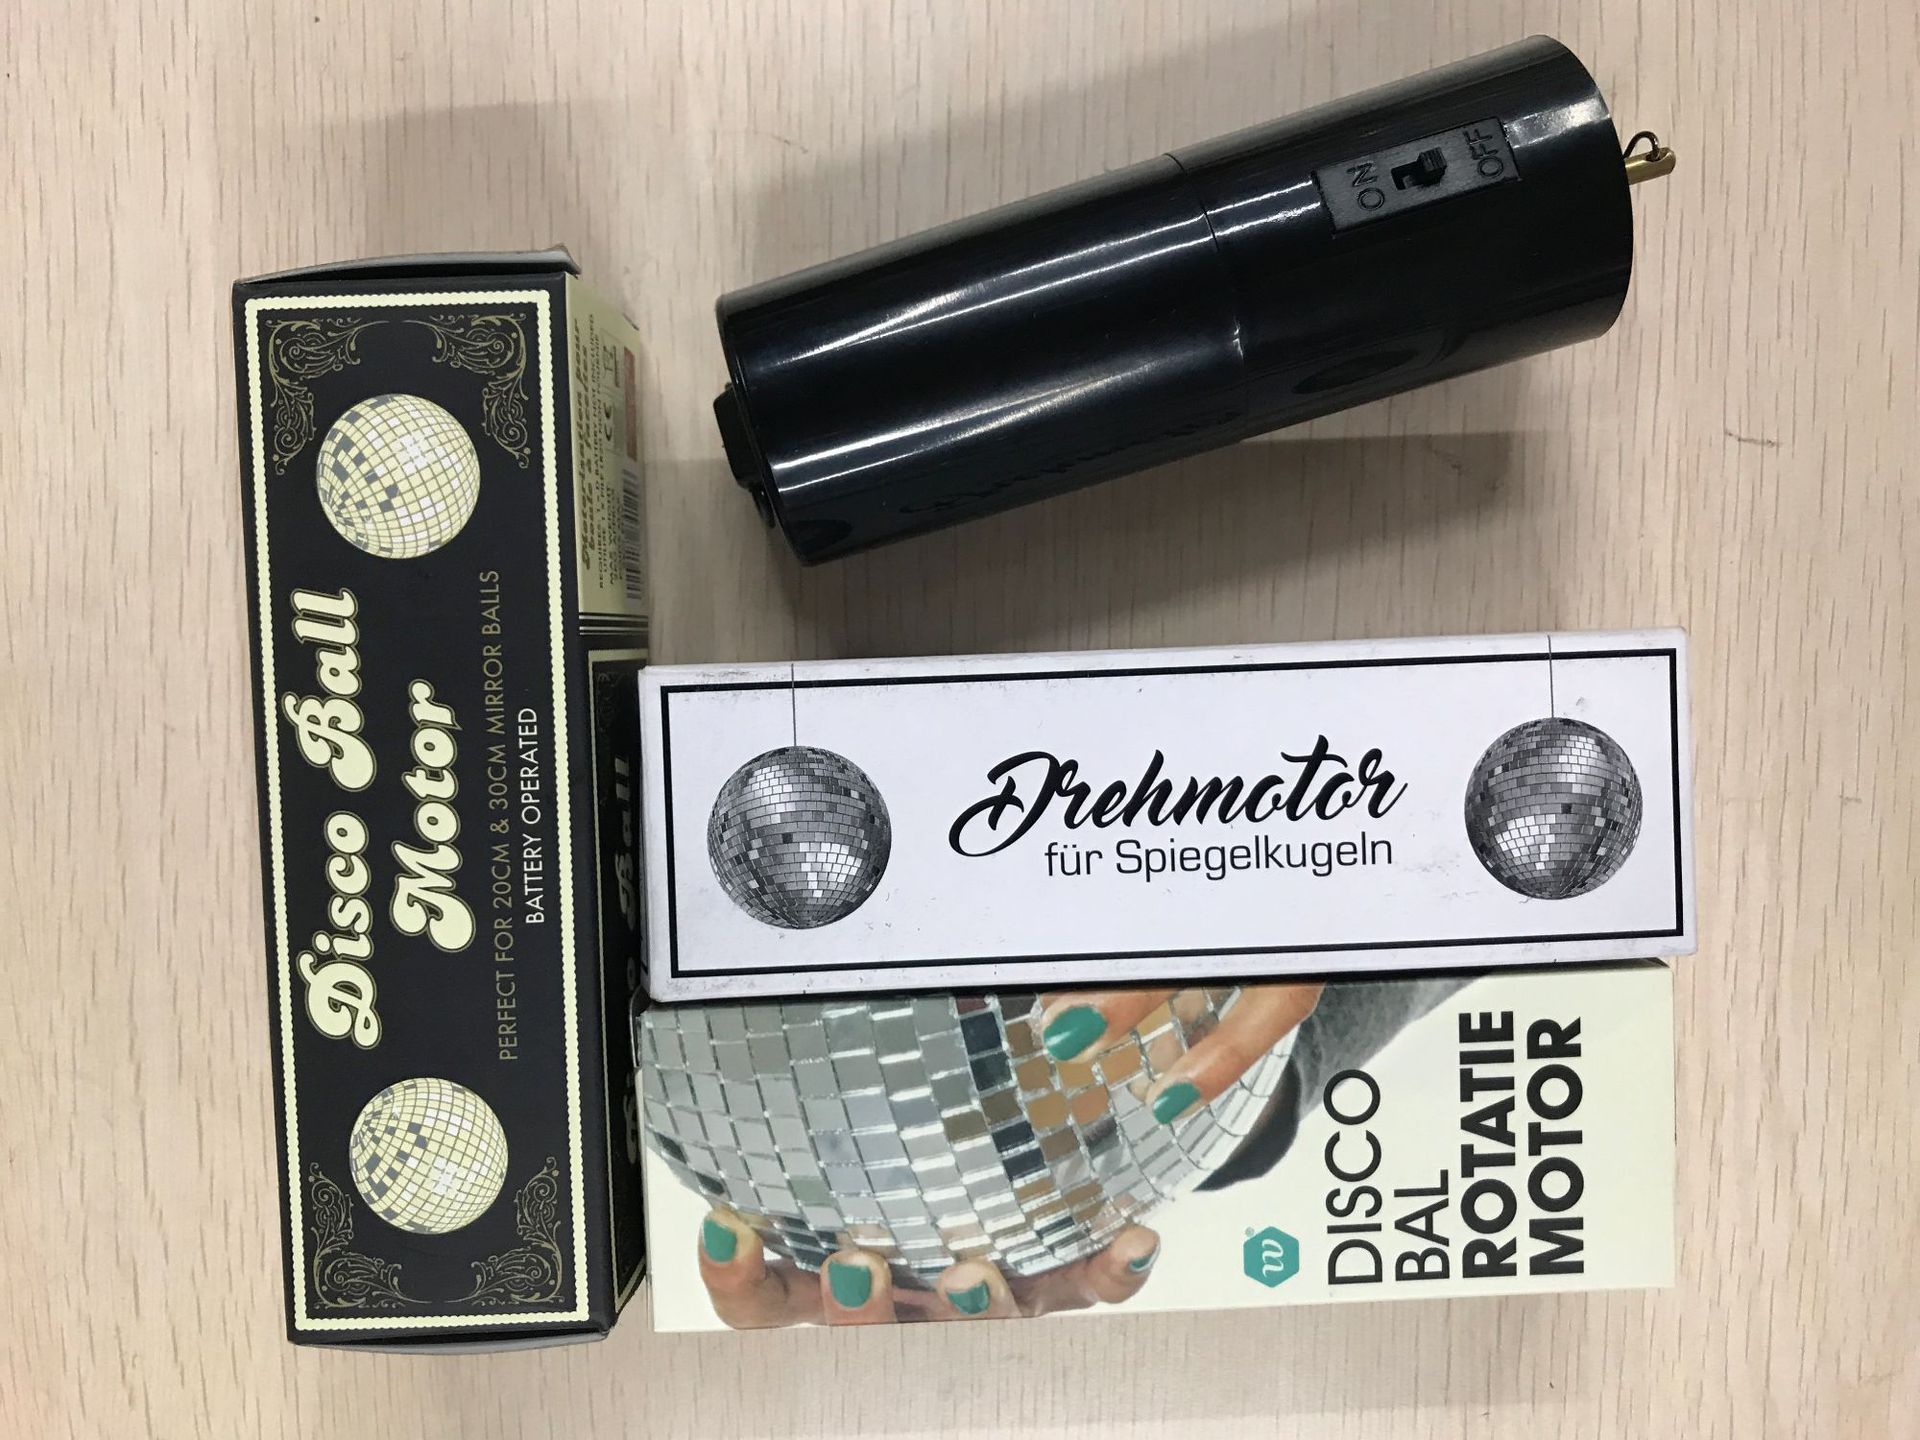 Disco Ball
Motor
PERFECT FOR 20CM & 30CM MIRROR BALLS
BATTERY OPERATED
ON
OFF
Drehmotor
für Spiegelkugeln
DISCO
BAL
ROTATIE
MOTOR